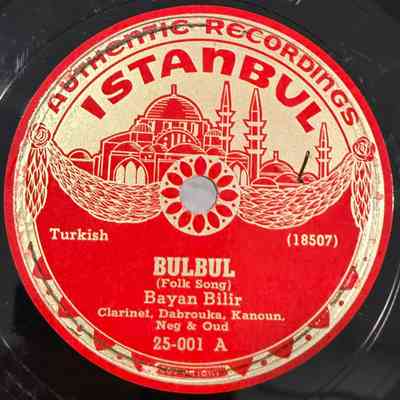 AUTHENTIC RECORDINGS
ISTANBUL
Turkish
(18507)
BULBUL
(Folk Song)
Bayan Bilir
Clarinet, Dabrouka, Kanoun,
Neg & Oud
25-001 A